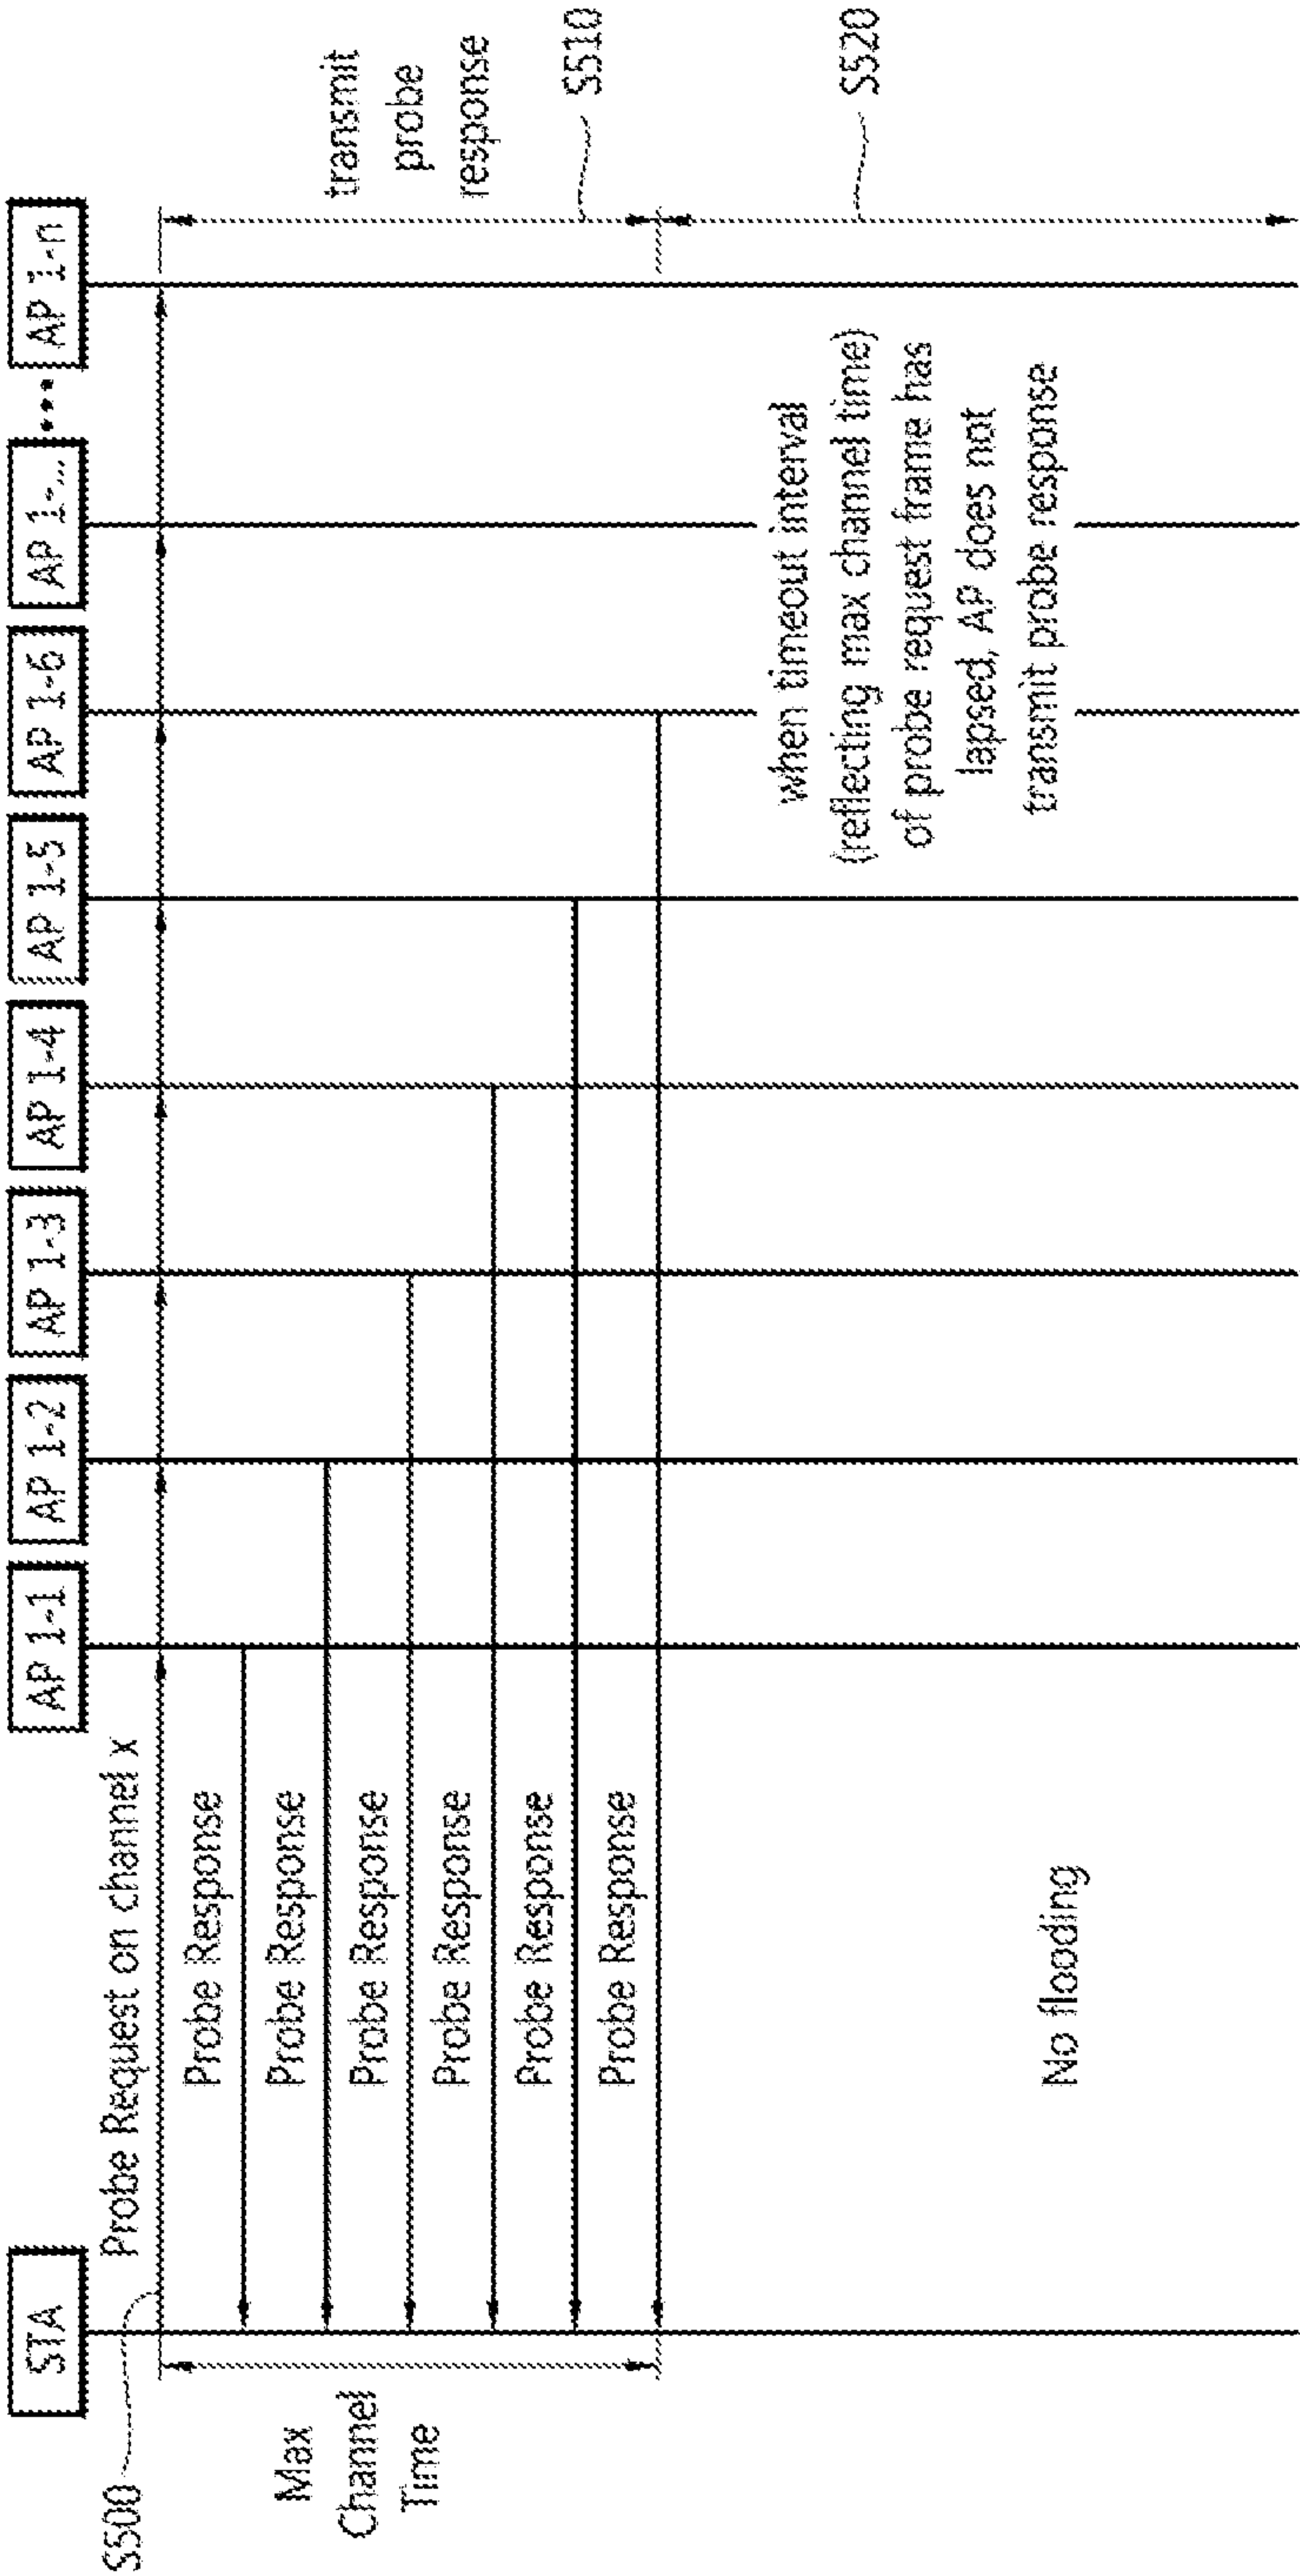 STA
AP 1-1
AP 1-2
AP 1-3
AP 1-4
AP 1-5
AP 1-6
AP 1-...
...
AP 1-n
S500
Probe Request on channel x
Max
Channel
Time
Probe Response
Probe Response
Probe Response
Probe Response
Probe Response
Probe Response
transmit
probe
response
S510
S520
when timeout interval
(reflecting max channel time)
of probe request frame has
lapsed, AP does not
transmit probe response
No flooding